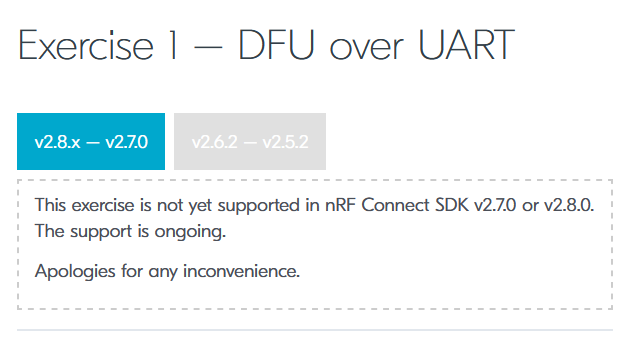 Exercise 1 – DFU over UART
v2.8.x – v2.7.0
v2.6.2 – v2.5.2
This exercise is not yet supported in nRF Connect SDK v2.7.0 or v2.8.0.
The support is ongoing.
Apologies for any inconvenience.